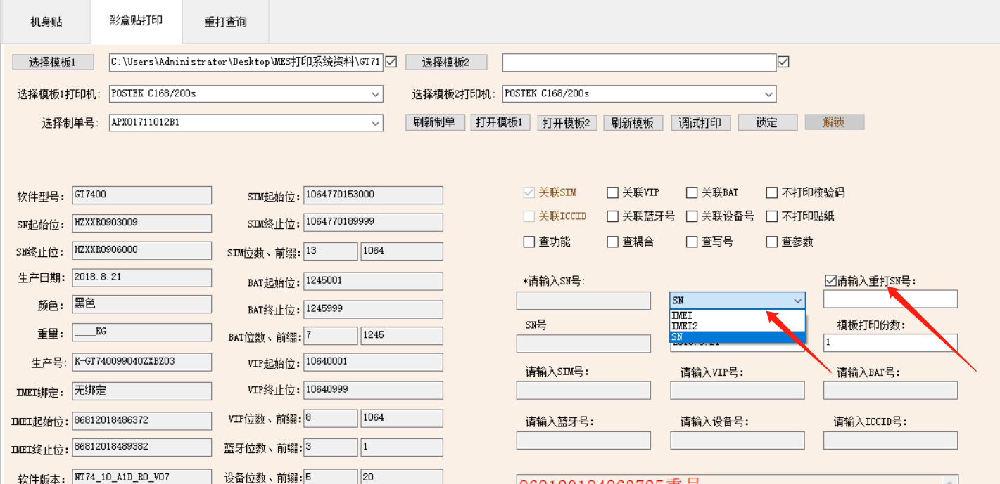 机身贴 彩盒贴打印 重打查询
选择模板1 C:\Users\Administrator\Desktop\MES打印系统资料\GT71 选择模板2
选择模板1打印机: POSTEK C168/200s 选择模板2打印机: POSTEK C168/200s
选择制单号: APX01711012B1 刷新制单 打开模板1 打开模板2 刷新模板 调试打印 锁定 解锁
软件型号: GT7400 SIM起始位: 1064770153000 关联SIM 关联VIP 关联BAT 不打印校验码
SN起始位: HZXXR0903009 SIM终止位: 1064770189999 关联ICCID 关联蓝牙号 关联设备号 不打印贴纸
SN终止位: HZXXR0906000 SIM位数、前缀: 13 1064 查功能 查耦合 查写号 查参数
生产日期: 2018.8.21 BAT起始位: 1245001 *请输入SN号: SN 请输入重打SN号:
颜色: 黑色 BAT终止位: 1245999 IMEI
IMEI2
SN
重量: ____KG BAT位数、前缀: 7 1245 SN号 模板打印份数: 1
生产号: K-GT740099040ZXBZ03 VIP起始位: 10640001 请输入SIM号: 请输入VIP号: 请输入BAT号:
IMEI绑定: 无绑定 VIP终止位: 10640999
IMEI起始位: 86812018486372 VIP位数、前缀: 8 1064 请输入蓝牙号: 请输入设备号: 请输入ICCID号:
IMEI终止位: 86812018489382 蓝牙位数、前缀: 3 1
软件版本: NT74_10_A1D_R0_V07 设备位数、前缀: 5 20